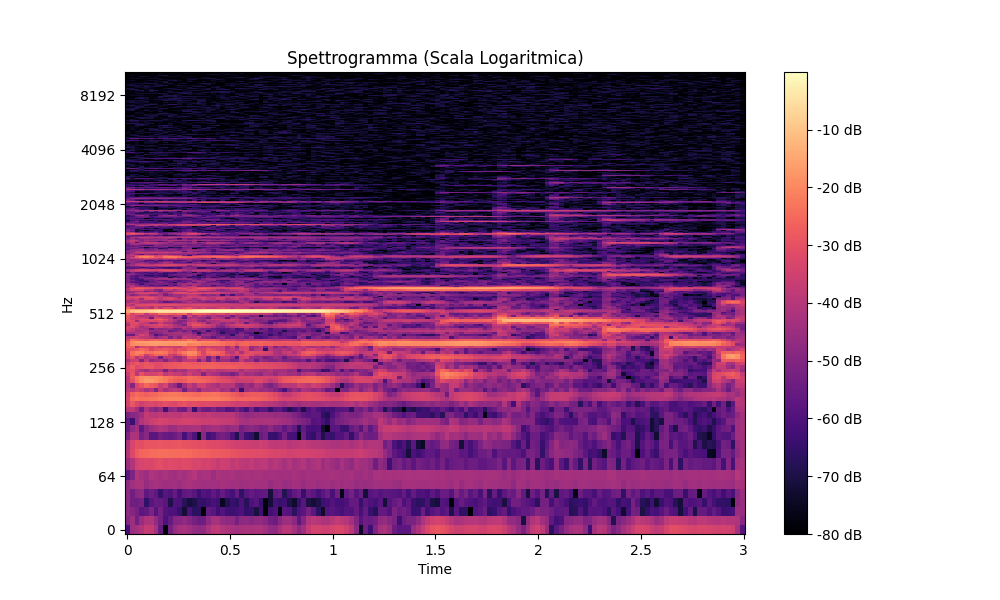 Spettrogramma (Scala Logaritmica)
8192
4096
2048
1024
512
256
128
64
0
Hz
0
0.5
1
1.5
2
2.5
3
Time
-10 dB
-20 dB
-30 dB
-40 dB
-50 dB
-60 dB
-70 dB
-80 dB